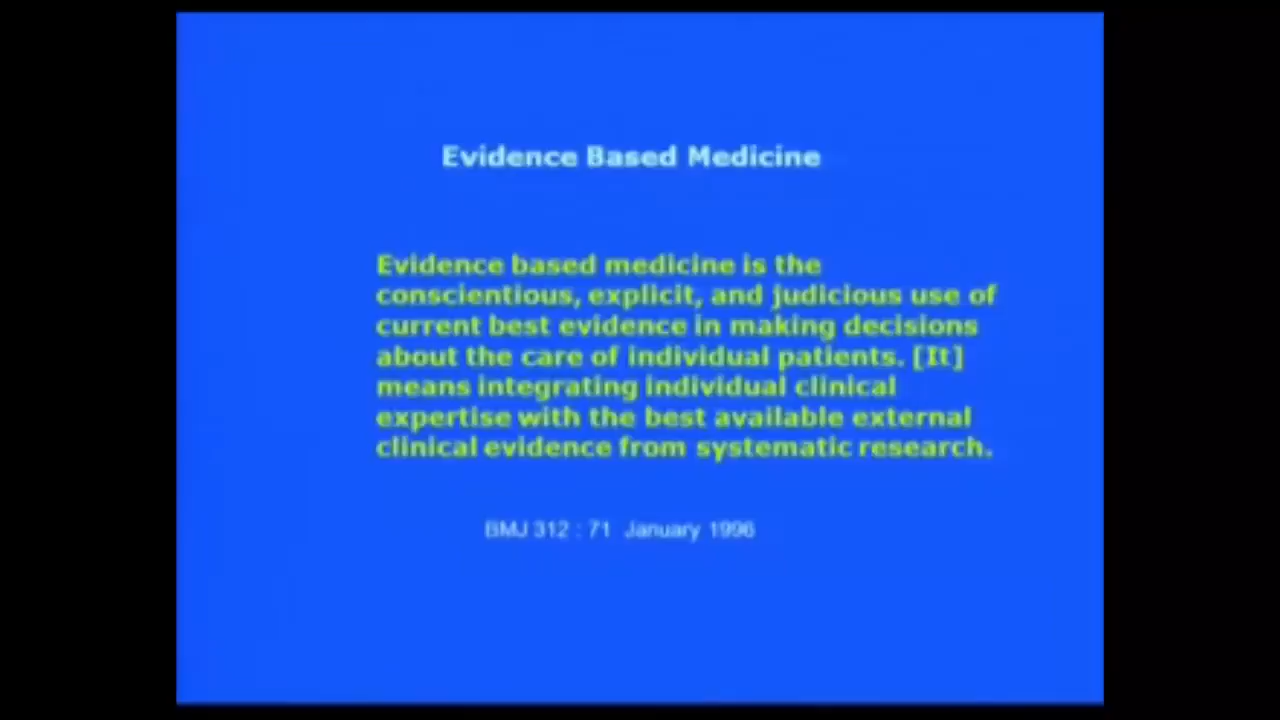 Evidence Based Medicine
Evidence based medicine is the
conscientious, explicit, and judicious use of
current best evidence in making decisions
about the care of individual patients. [It]
means integrating individual clinical
expertise with the best available external
clinical evidence from systematic research.
BMJ 312 : 71 January 1996